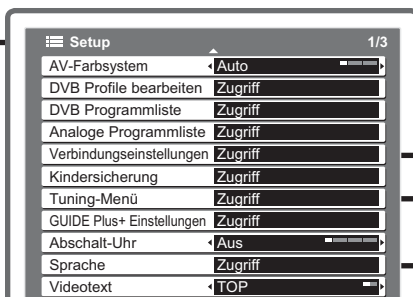 Setup 1/3
AV-Farbsystem Auto
DVB Profile bearbeiten Zugriff
DVB Programmliste Zugriff
Analoge Programmliste Zugriff
Verbindungseinstellungen Zugriff
Kindersicherung Zugriff
Tuning-Menü Zugriff
GUIDE Plus+ Einstellungen Zugriff
Abschalt-Uhr Aus
Sprache Zugriff
Videotext TOP